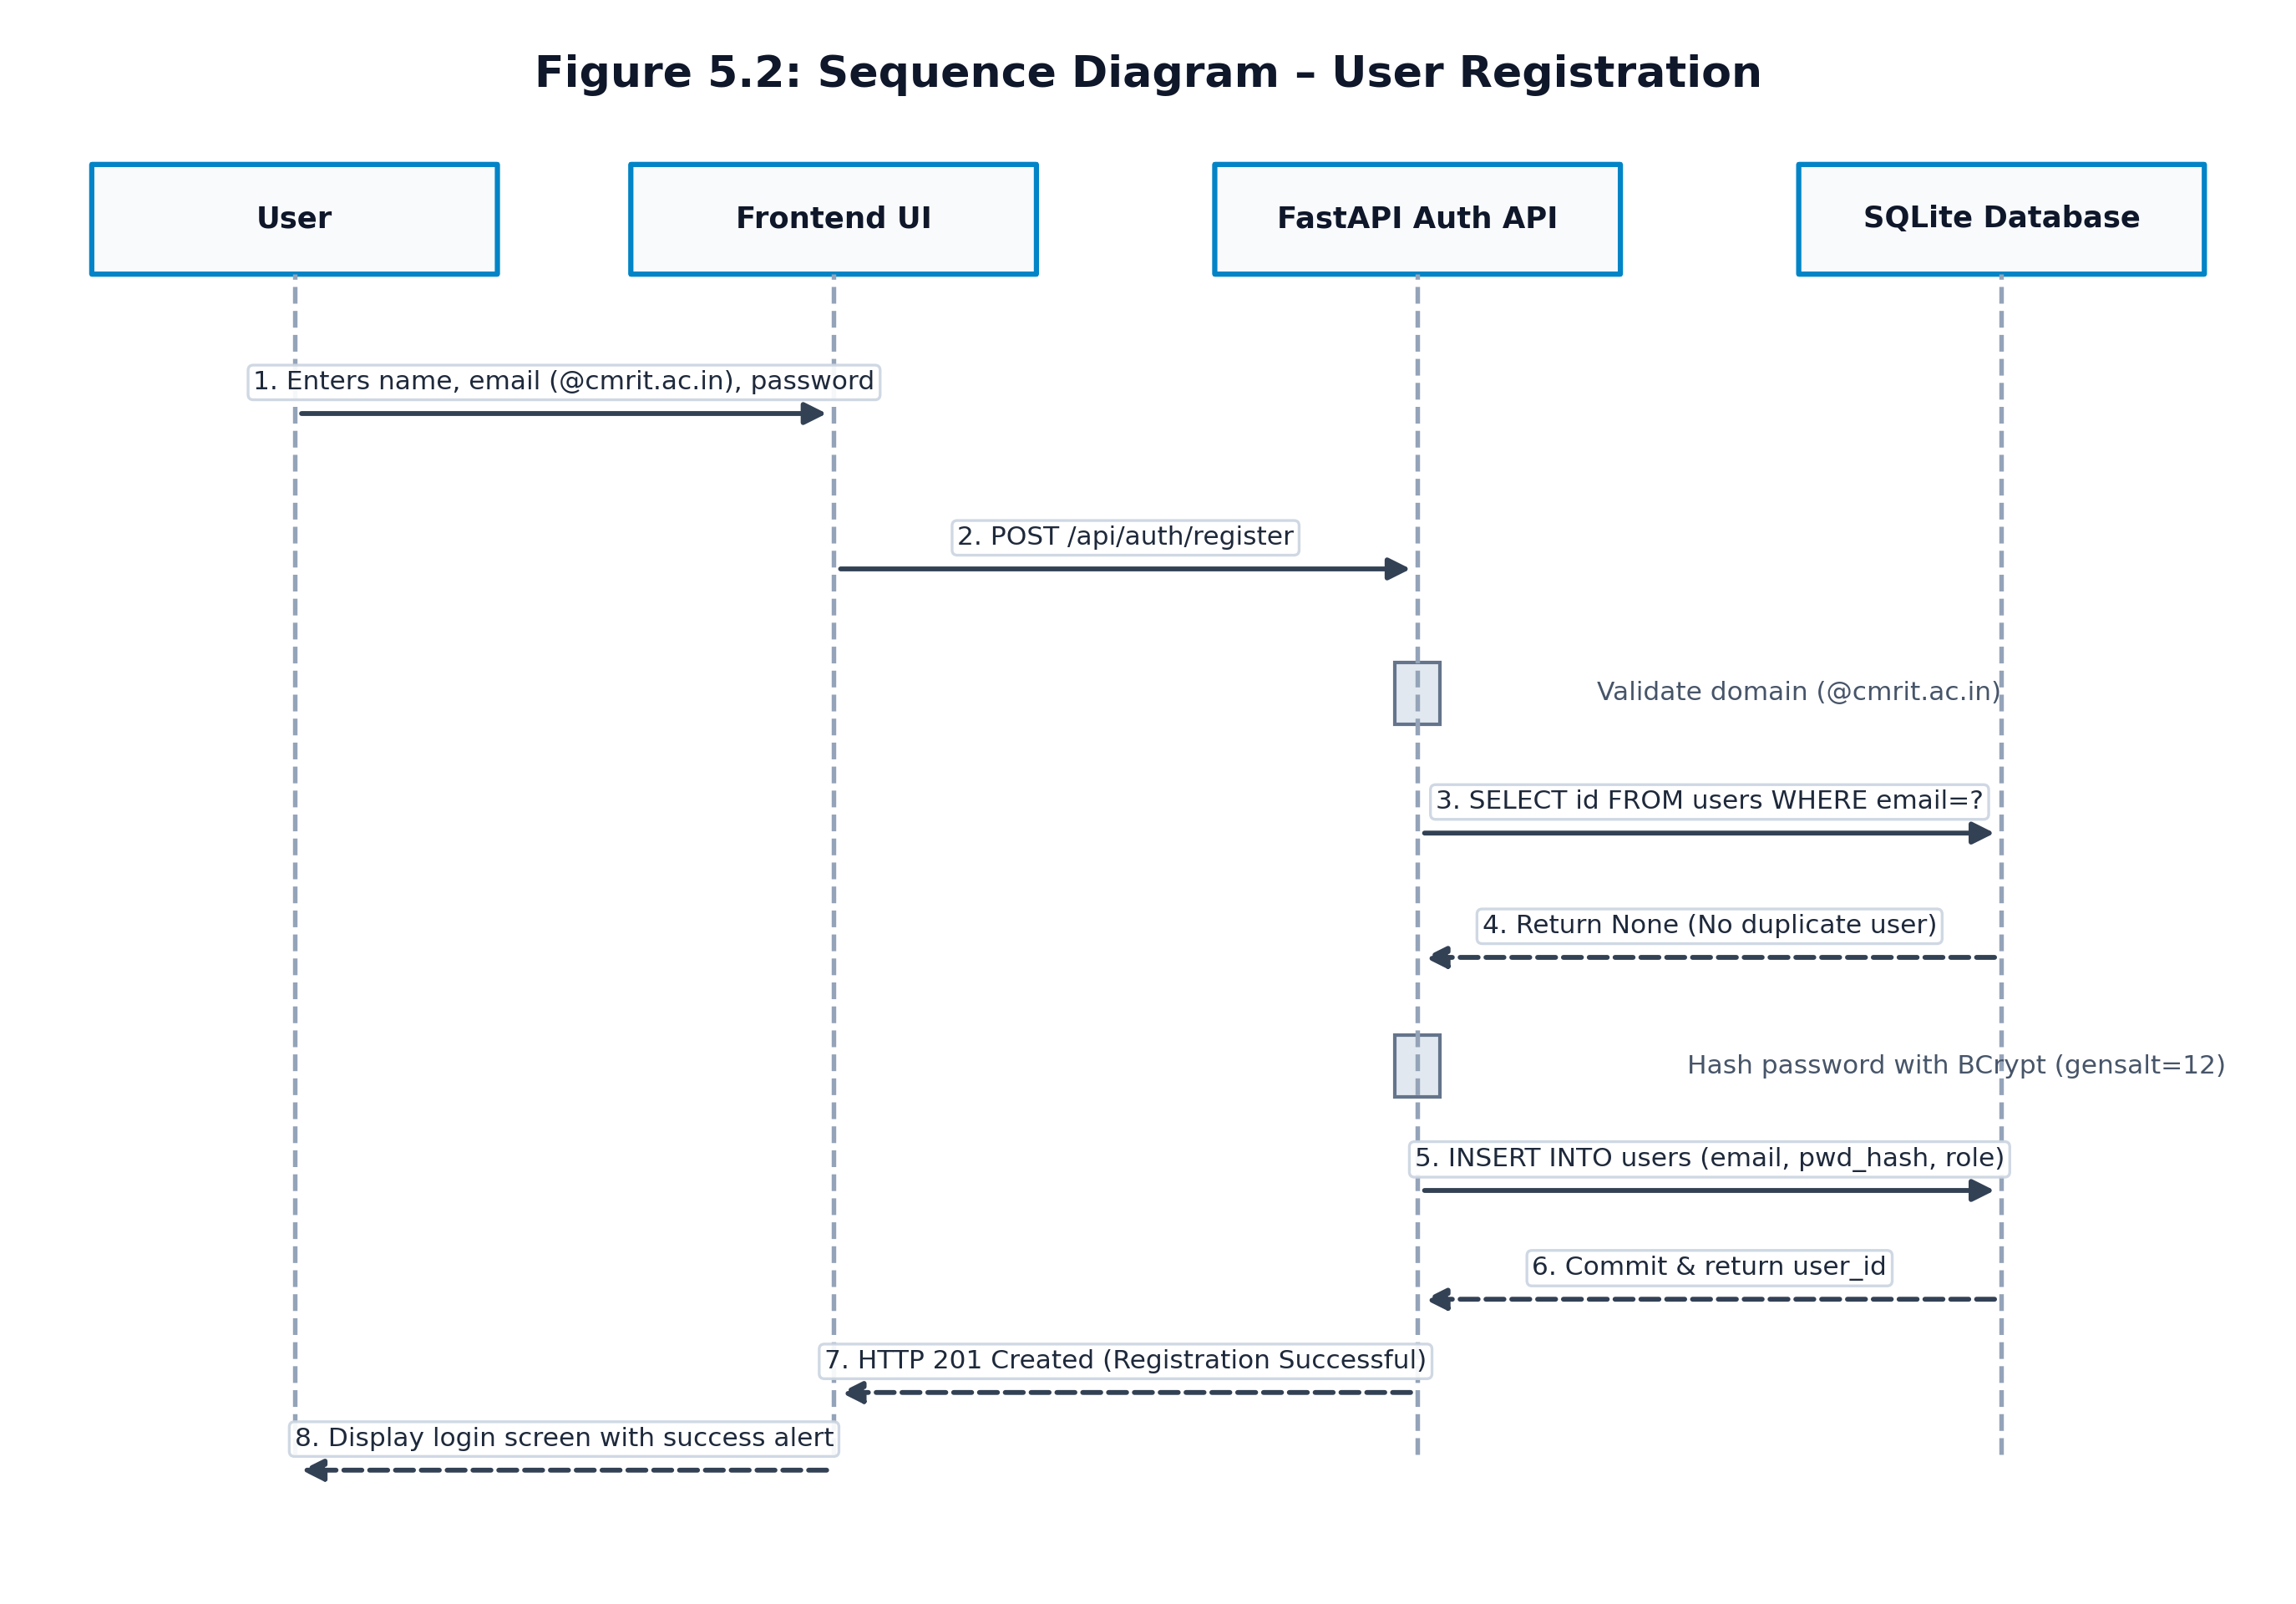 Figure 5.2: Sequence Diagram – User Registration
User
Frontend UI
FastAPI Auth API
SQLite Database
1. Enters name, email (@cmrit.ac.in), password
2. POST /api/auth/register
Validate domain (@cmrit.ac.in)
3. SELECT id FROM users WHERE email=?
4. Return None (No duplicate user)
Hash password with BCrypt (gensalt=12)
5. INSERT INTO users (email, pwd_hash, role)
6. Commit & return user_id
7. HTTP 201 Created (Registration Successful)
8. Display login screen with success alert